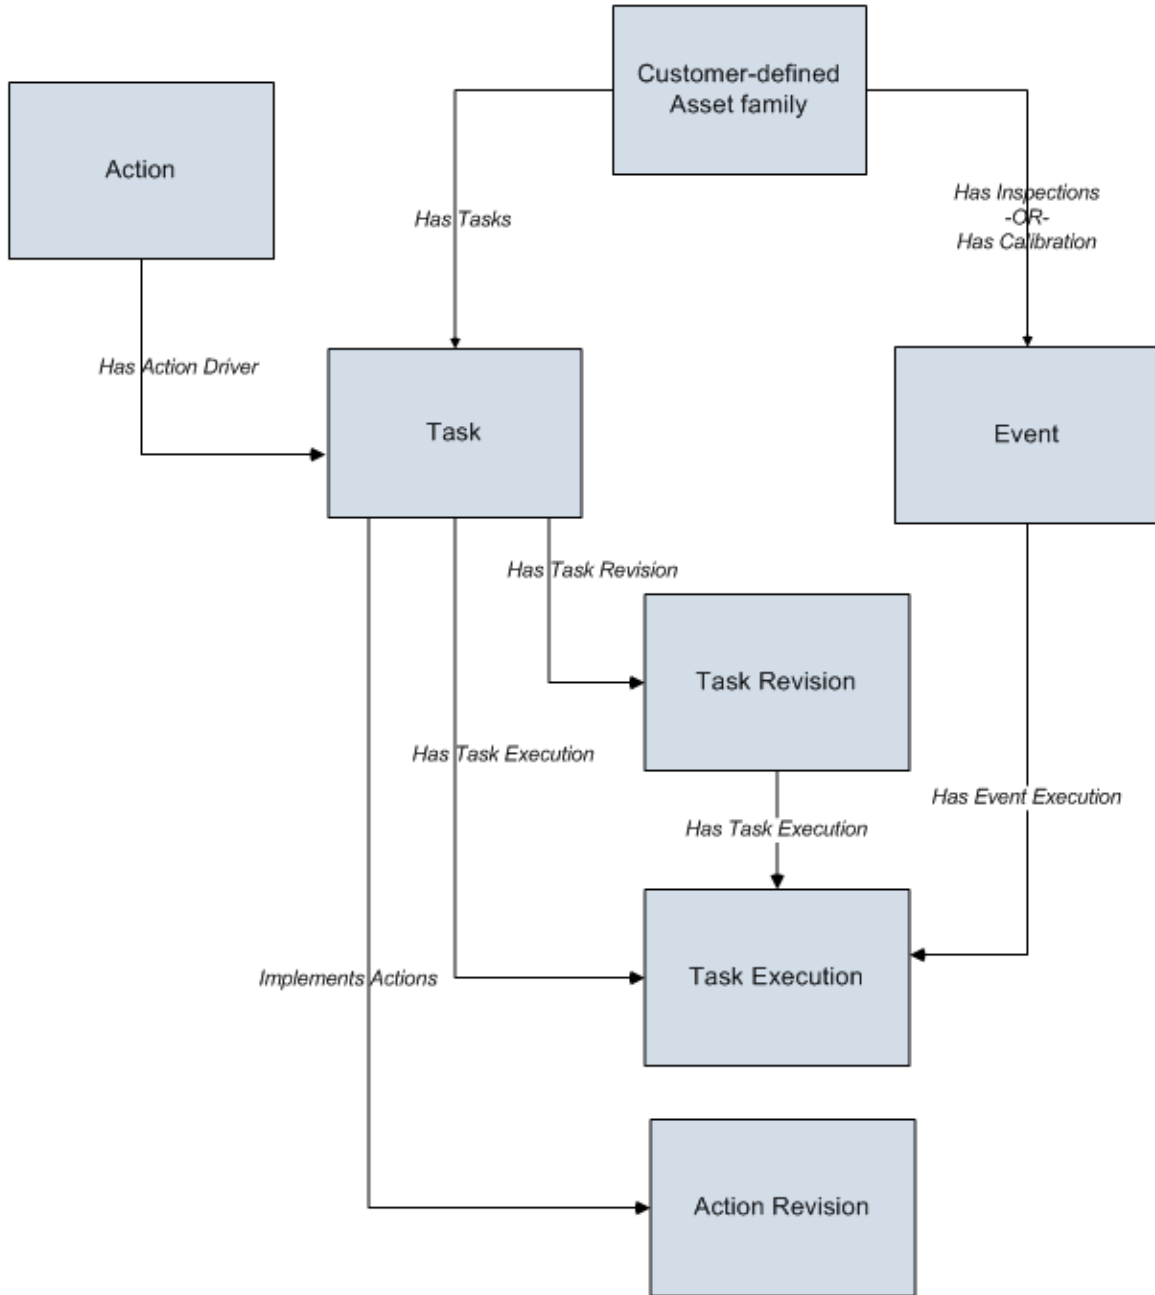 Customer-defined
Asset family
Action
Has Inspections
-OR-
Has Calibration
Has Tasks
Has Action Driver
Task
Event
Has Task Revision
Task Revision
Has Task Execution
Has Event Execution
Has Task Execution
Task Execution
Implements Actions
Action Revision